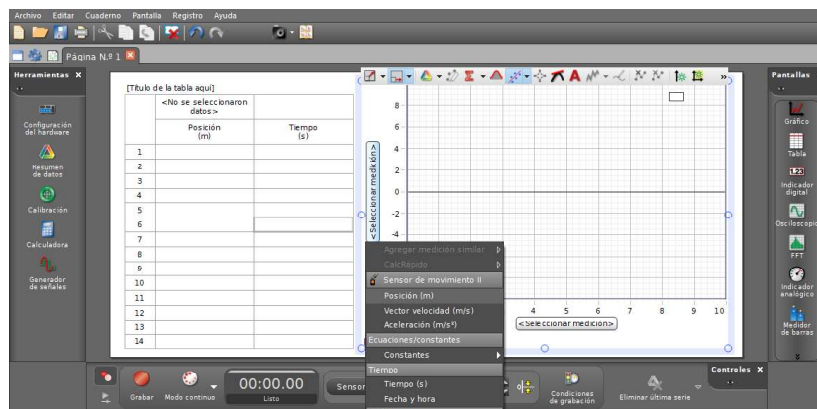 Archivo Editar Cuaderno Pantalla Registro Ayuda
Página N.º 1
Herramientas X
Configuración
del hardware
Resumen
de datos
Calibración
Calculadora
Generador
de señales
[Título de la tabla aquí]
<No se seleccionaron
datos>
Posición
(m)
Tiempo
(s)
1
2
3
4
5
6
7
8
9
10
11
12
13
14
8
6
4
2
0
-2
-4
<Seleccionar medición>
4 5 6 7 8 9 10
<Seleccionar medición>
Agregar medición similar
CalcRápido
Sensor de movimiento II
Posición (m)
Vector velocidad (m/s)
Aceleración (m/s²)
Ecuaciones/constantes
Constantes
Tiempo
Tiempo (s)
Fecha y hora
Pantallas
Gráfico
Tabla
1.23
Indicador
digital
Osciloscopio
FFT
Indicador
analógico
Medidor
de barras
Grabar
Modo continuo
00:00.00
Listo
Sensor
Condiciones
de grabación
Eliminar última serie
Controles X